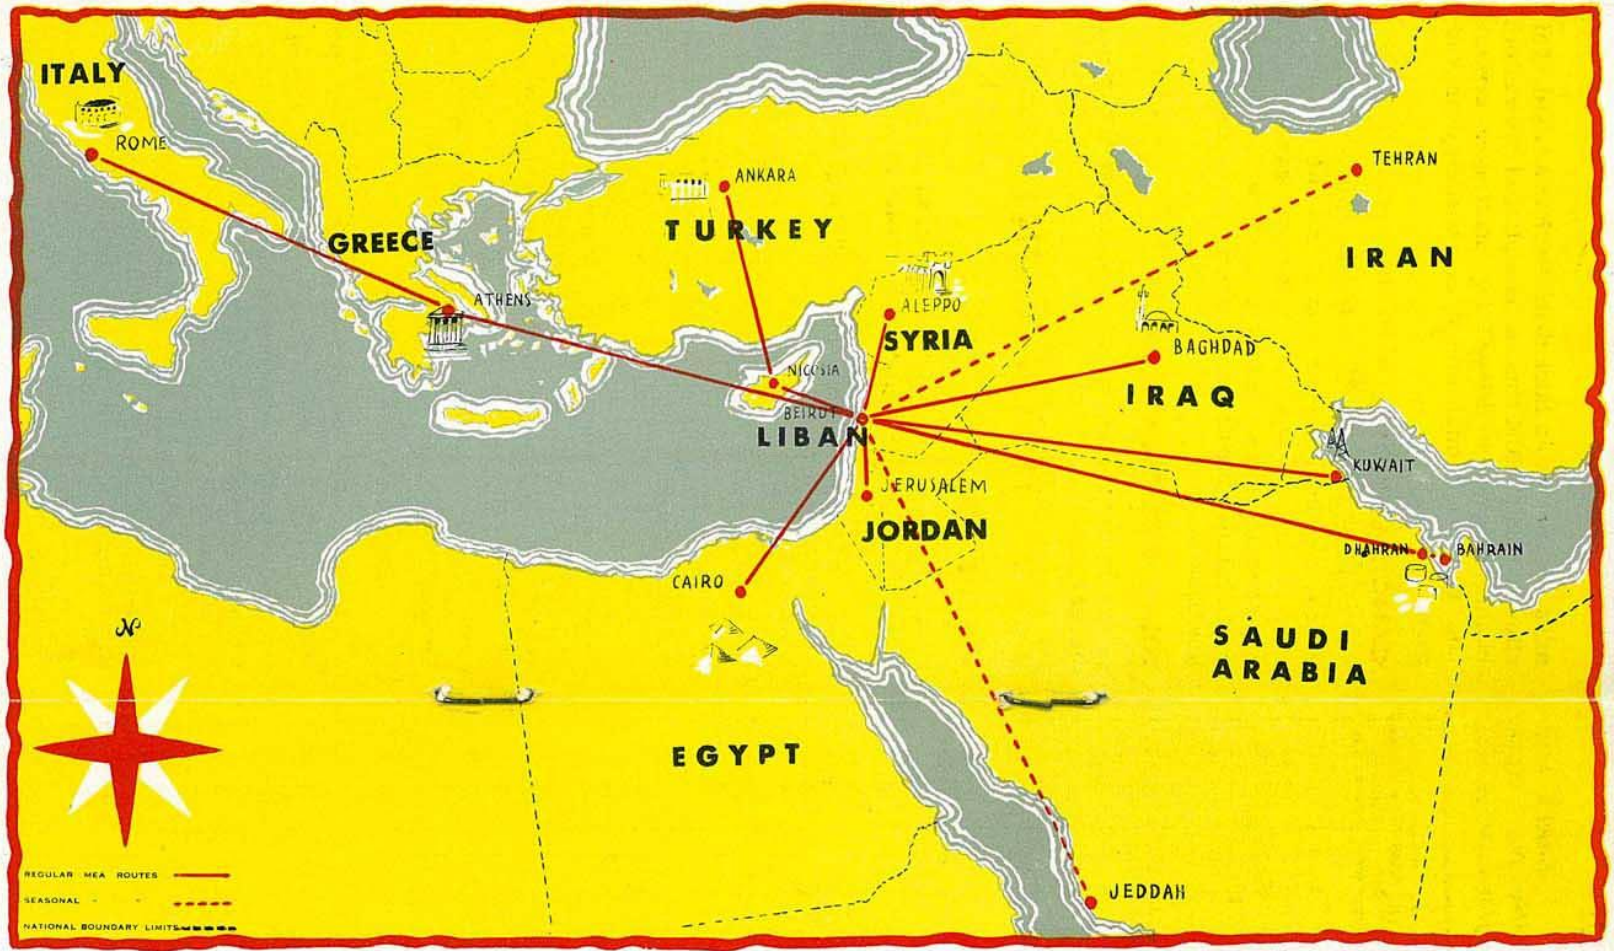 ITALY
ROME
GREECE
ATHENS
ANKARA
TURKEY
TEHRAN
IRAN
ALEPPO
SYRIA
BAGHDAD
IRAQ
NICOSIA
BEIRUT
LIBAN
KUWAIT
JERUSALEM
JORDAN
DHAHRAN
BAHRAIN
CAIRO
SAUDI
ARABIA
EGYPT
JEDDAH
N
REGULAR MEA ROUTES
SEASONAL " "
NATIONAL BOUNDARY LIMITS